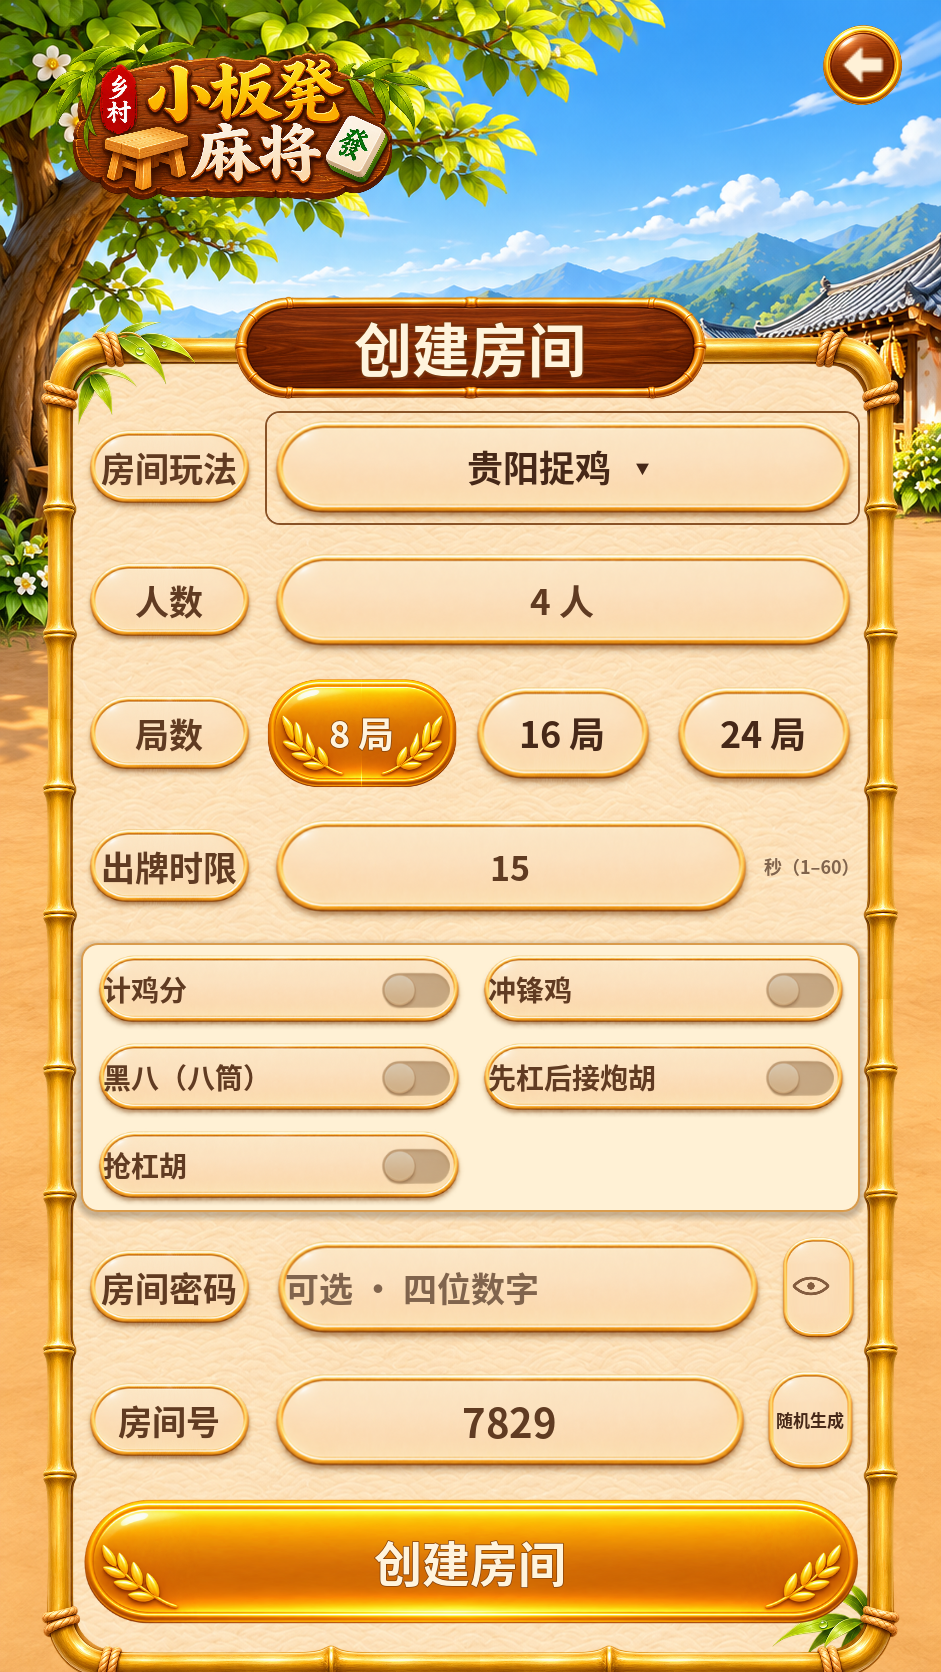 乡村
小板凳
麻将
發
创建房间
房间玩法
贵阳捉鸡 ▼
人数
4 人
局数
8 局
16 局
24 局
出牌时限
15
秒（1–60）
计鸡分
冲锋鸡
黑八（八筒）
先杠后接炮胡
抢杠胡
房间密码
可选 · 四位数字
房间号
7829
随机生成
创建房间